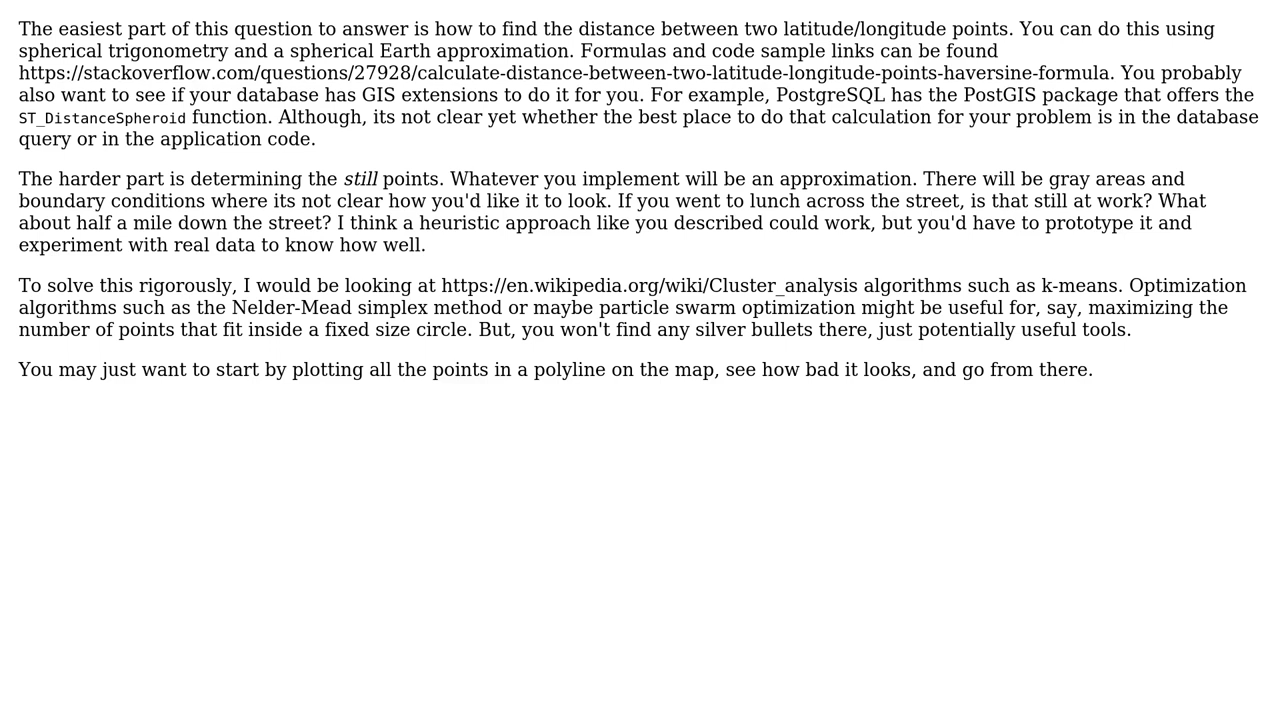 The easiest part of this question to answer is how to find the distance between two latitude/longitude points. You can do this using
spherical trigonometry and a spherical Earth approximation. Formulas and code sample links can be found
https://stackoverflow.com/questions/27928/calculate-distance-between-two-latitude-longitude-points-haversine-formula. You probably
also want to see if your database has GIS extensions to do it for you. For example, PostgreSQL has the PostGIS package that offers the
ST_DistanceSpheroid function. Although, its not clear yet whether the best place to do that calculation for your problem is in the database
query or in the application code.
The harder part is determining the still points. Whatever you implement will be an approximation. There will be gray areas and
boundary conditions where its not clear how you'd like it to look. If you went to lunch across the street, is that still at work? What
about half a mile down the street? I think a heuristic approach like you described could work, but you'd have to prototype it and
experiment with real data to know how well.
To solve this rigorously, I would be looking at https://en.wikipedia.org/wiki/Cluster_analysis algorithms such as k-means. Optimization
algorithms such as the Nelder-Mead simplex method or maybe particle swarm optimization might be useful for, say, maximizing the
number of points that fit inside a fixed size circle. But, you won't find any silver bullets there, just potentially useful tools.
You may just want to start by plotting all the points in a polyline on the map, see how bad it looks, and go from there.